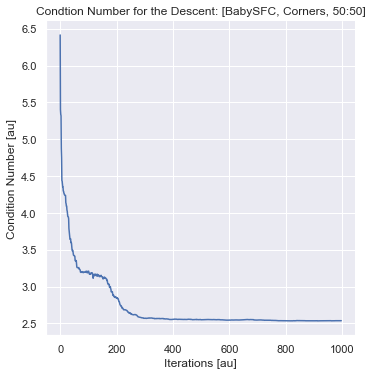 Condtion Number for the Descent: [BabySFC, Corners, 50:50]
6.5
6.0
5.5
5.0
4.5
4.0
3.5
3.0
2.5
Condition Number [au]
0 200 400 600 800 1000
Iterations [au]